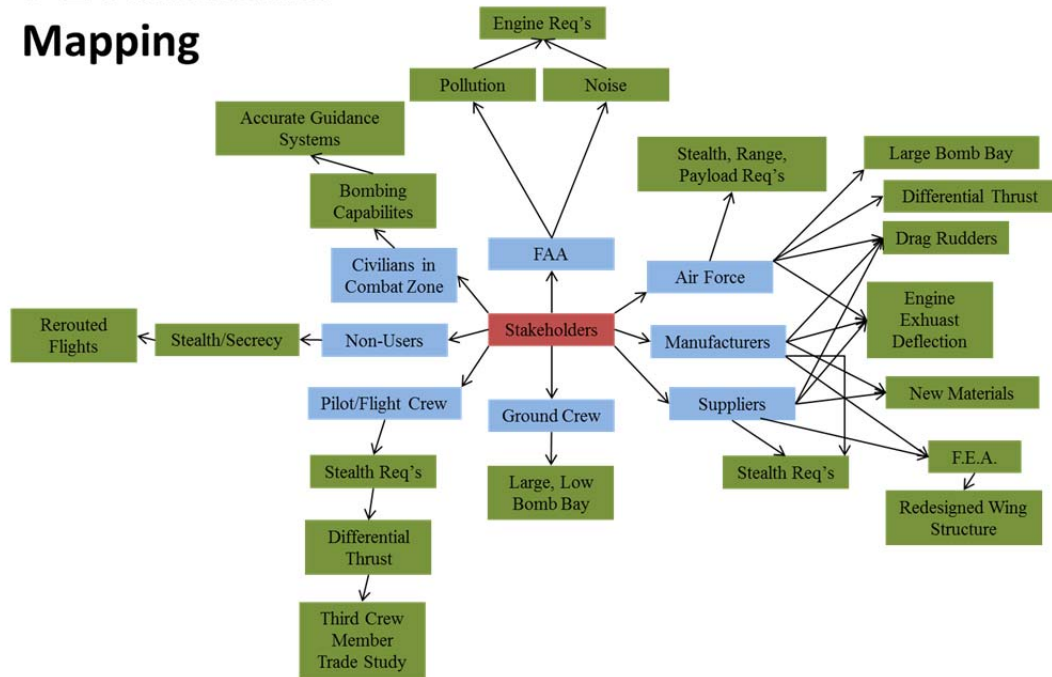 Mapping
Engine Req's
Pollution
Noise
Accurate Guidance
Systems
Bombing
Capabilites
Civilians in
Combat Zone
FAA
Stealth, Range,
Payload Req's
Large Bomb Bay
Differential Thrust
Drag Rudders
Air Force
Engine
Exhuast
Deflection
Rerouted
Flights
Stealth/Secrecy
Non-Users
Stakeholders
Manufacturers
New Materials
Pilot/Flight Crew
Ground Crew
Suppliers
Stealth Req's
Large, Low
Bomb Bay
Stealth Req's
F.E.A.
Redesigned Wing
Structure
Differential
Thrust
Third Crew
Member
Trade Study